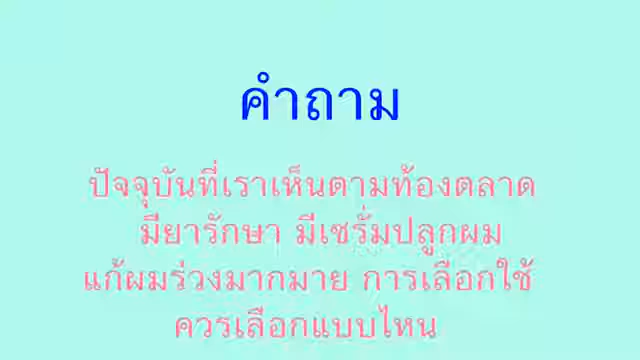 คำถาม
ปัจจุบันที่เราเห็นตามท้องตลาด
มียารักษา มีเซรั่มปลูกผม
แก้ผมร่วงมากมาย การเลือกใช้
ควรเลือกแบบไหน